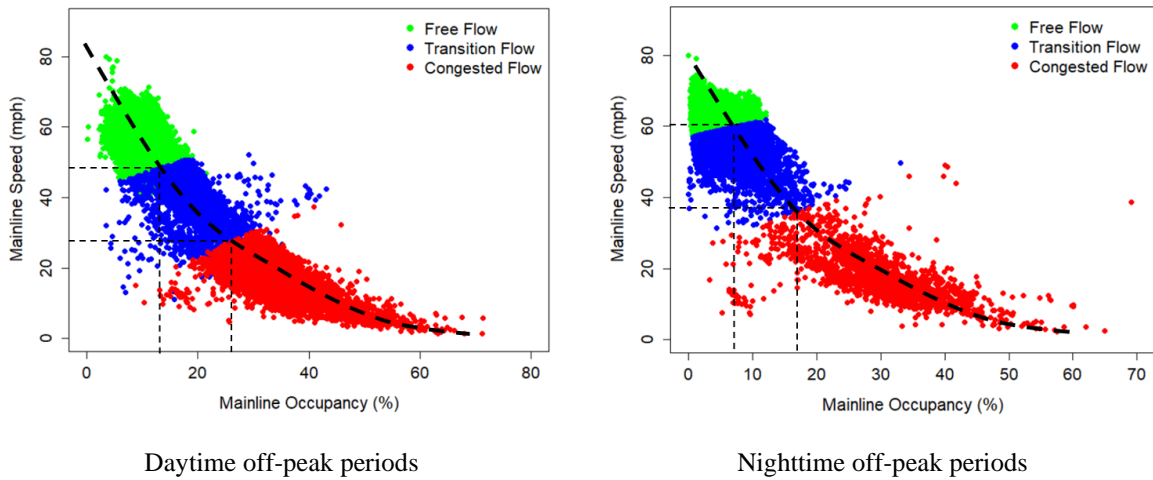 Free Flow
Transition Flow
Congested Flow
Mainline Speed (mph)
80
60
40
20
0
0 20 40 60 80
Mainline Occupancy (%)
Daytime off-peak periods
Free Flow
Transition Flow
Congested Flow
Mainline Speed (mph)
80
60
40
20
0
0 10 20 30 40 50 60 70
Mainline Occupancy (%)
Nighttime off-peak periods